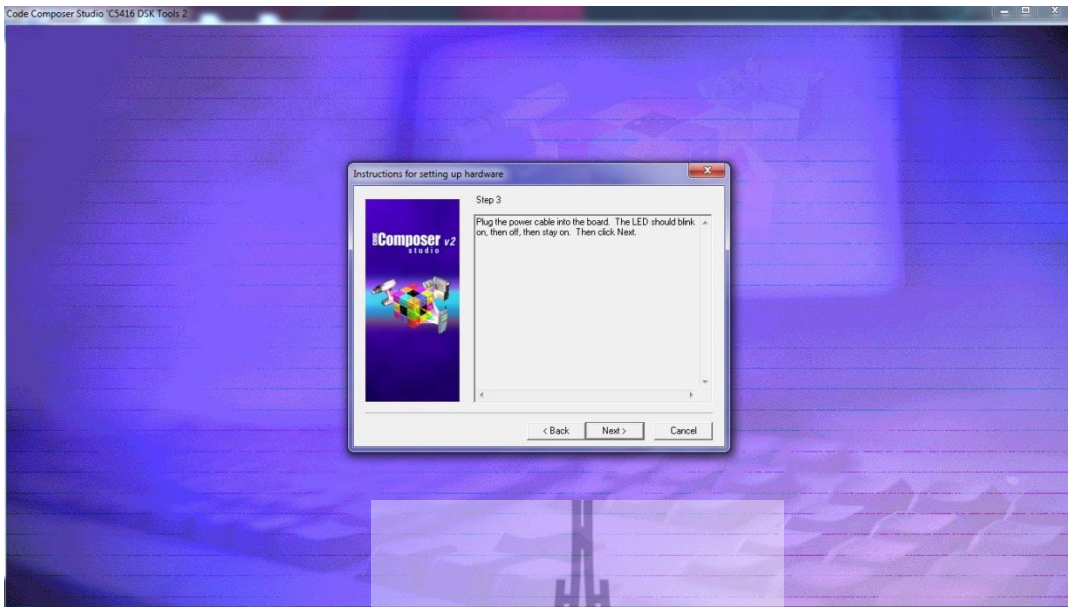 Code Composer Studio 'C5416 DSK Tools 2
Instructions for setting up hardware
Step 3
Plug the power cable into the board. The LED should blink
on, then off, then stay on. Then click Next.
CODE Composer v2
studio
< Back Next > Cancel